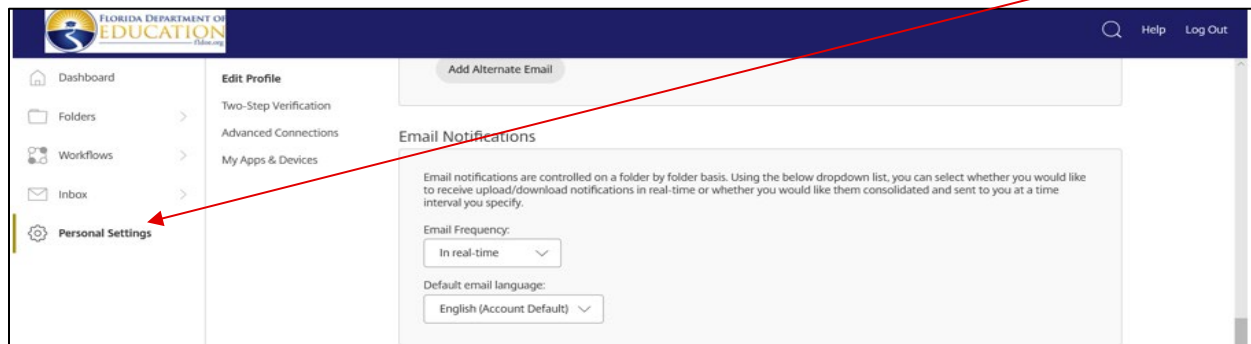 FLORIDA DEPARTMENT OF
EDUCATION
fldoe.org
Help Log Out
Dashboard
Folders
Workflows
Inbox
Personal Settings
Edit Profile
Two-Step Verification
Advanced Connections
My Apps & Devices
Add Alternate Email
Email Notifications
Email notifications are controlled on a folder by folder basis. Using the below dropdown list, you can select whether you would like
to receive upload/download notifications in real-time or whether you would like them consolidated and sent to you at a time
interval you specify.
Email Frequency:
In real-time
Default email language:
English (Account Default)